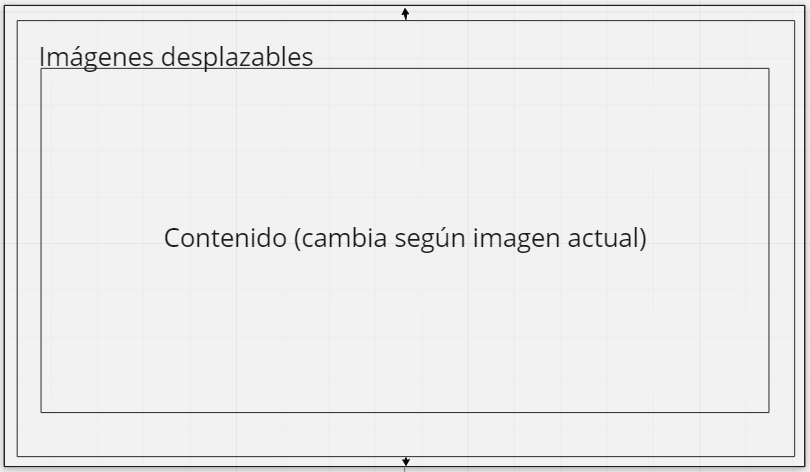 Imágenes desplazables
Contenido (cambia según imagen actual)